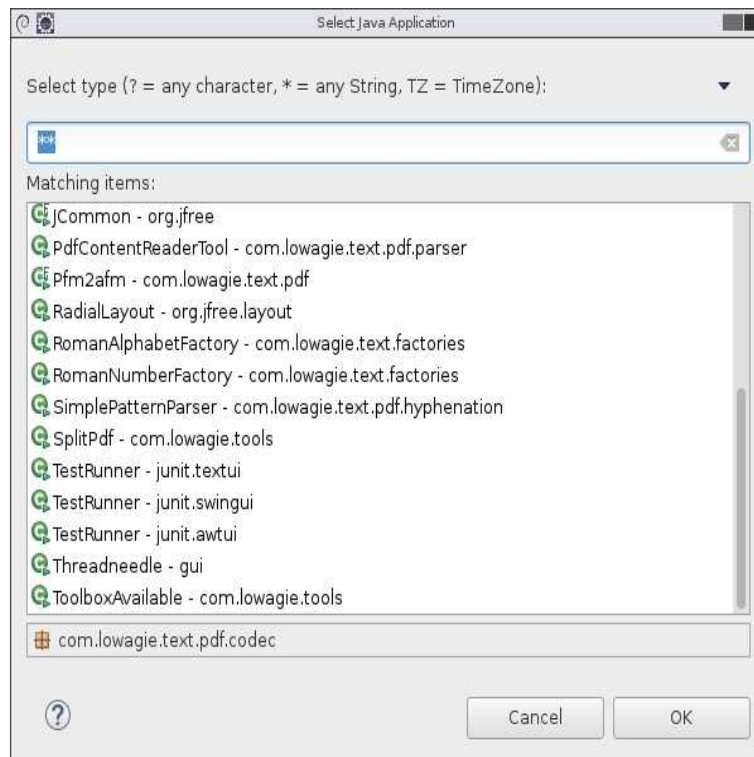 Select Java Application
Select type (? = any character, * = any String, TZ = TimeZone):
**
Matching items:
JCommon - org.jfree
PdfContentReaderTool - com.lowagie.text.pdf.parser
Pfm2afm - com.lowagie.text.pdf
RadialLayout - org.jfree.layout
RomanAlphabetFactory - com.lowagie.text.factories
RomanNumberFactory - com.lowagie.text.factories
SimplePatternParser - com.lowagie.text.pdf.hyphenation
SplitPdf - com.lowagie.tools
TestRunner - junit.textui
TestRunner - junit.swingui
TestRunner - junit.awtui
Threadneedle - gui
ToolboxAvailable - com.lowagie.tools
com.lowagie.text.pdf.codec
? Cancel OK